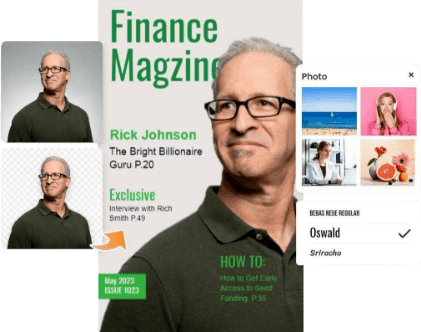 Finance
Magzine
Rick Johnson
The Bright Billionaire
Guru P.20
Exclusive
Interview with Rich
Smith P.49
HOW TO:
How to Get Early
Access to Seed
Funding P.35
May 2023
ISSUE 1023
Photo
×
BEBAS NEUE REGULAR
Oswald
Sriracha